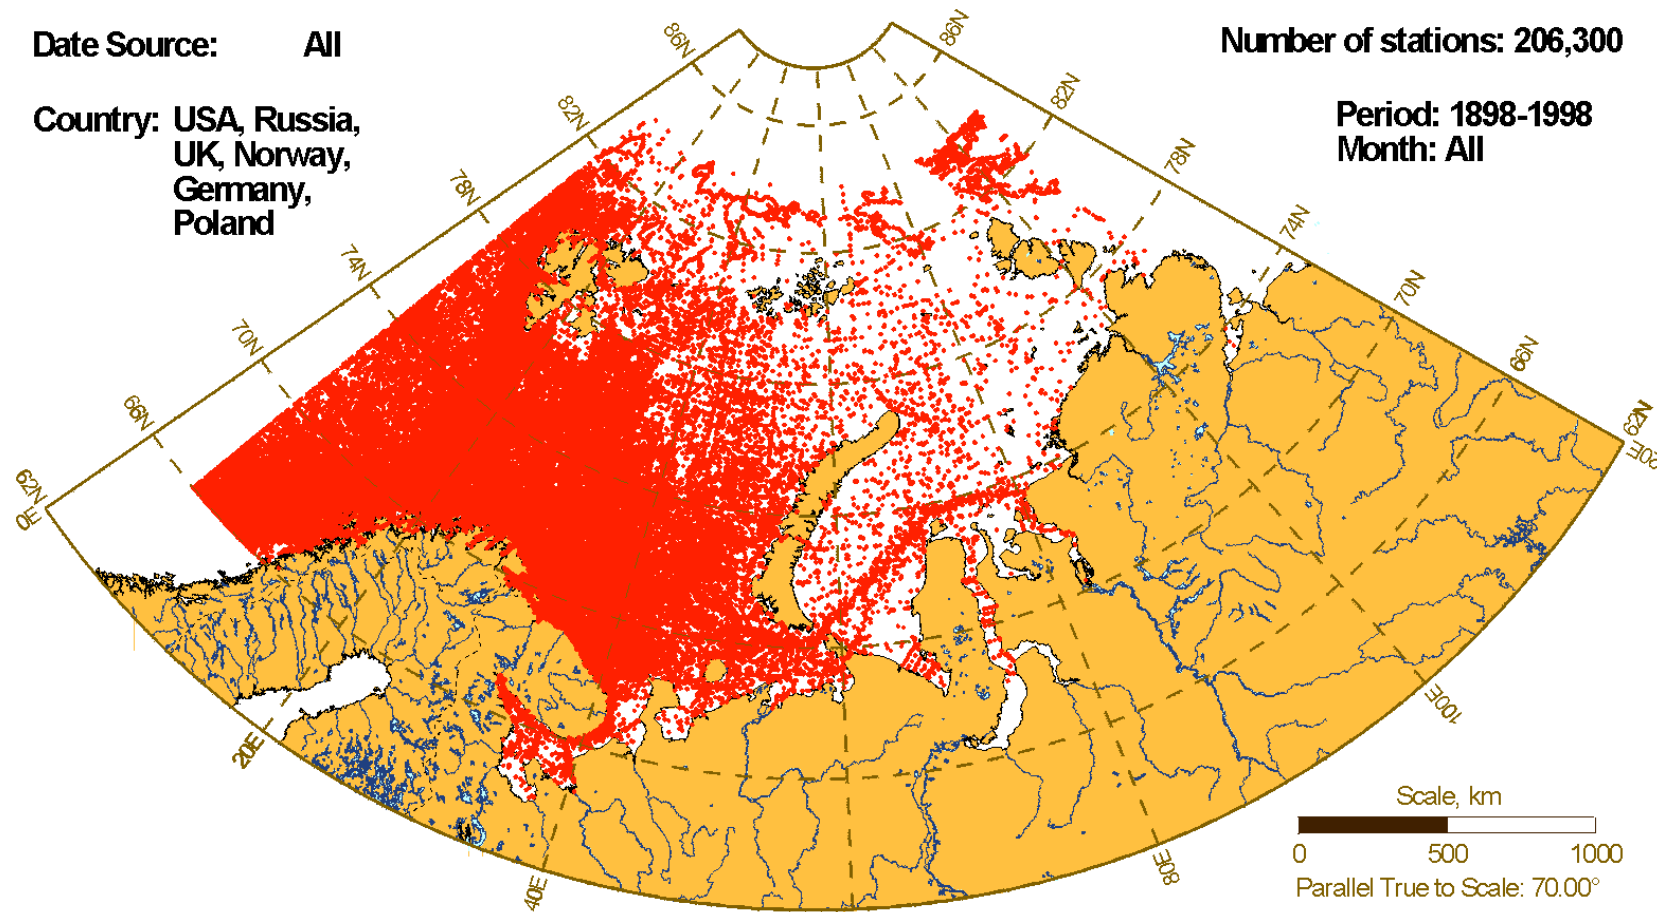 Date Source: All
Number of stations: 206,300
Country: USA, Russia,
UK, Norway,
Germany,
Poland
Period: 1898-1998
Month: All
86N
86N
82N
82N
78N
78N
74N
74N
70N
70N
66N
66N
62N
62N
0E
20E
40E
80E
100E
Scale, km
0 500 1000
Parallel True to Scale: 70.00°